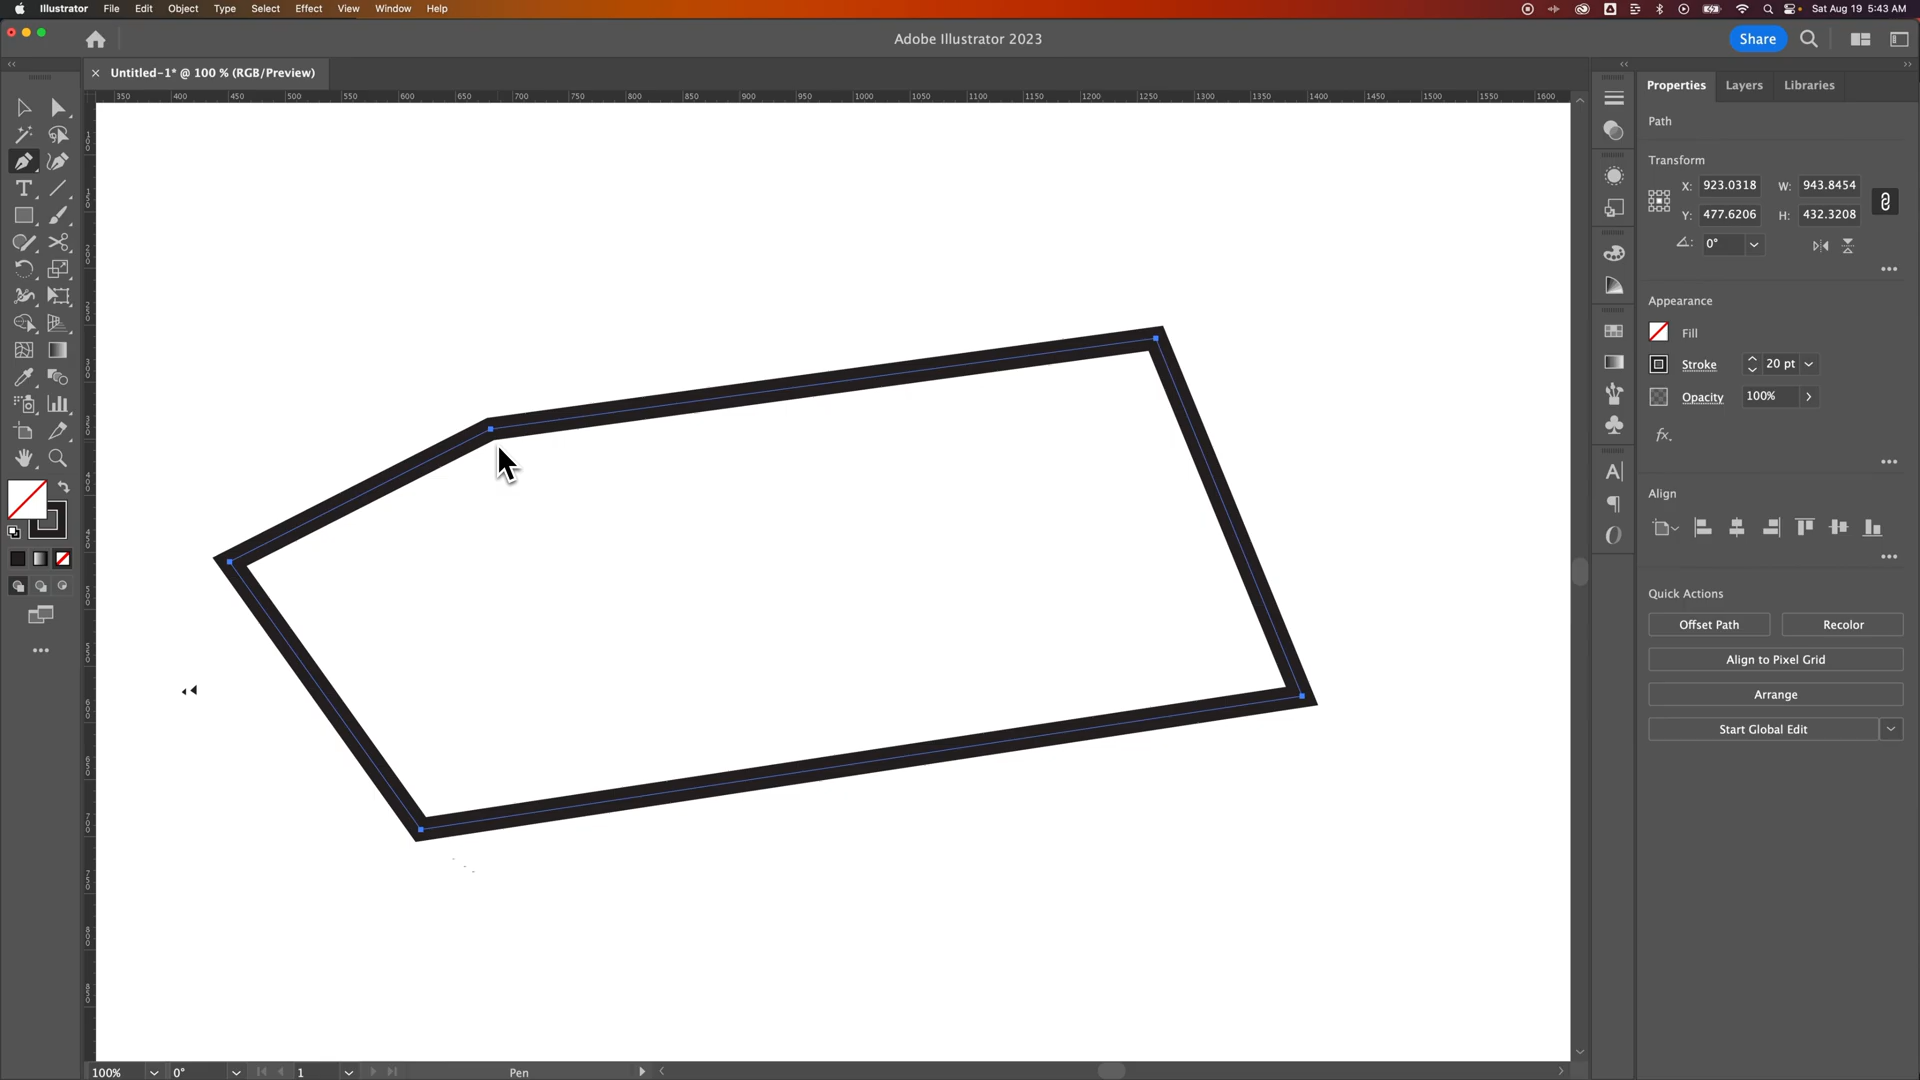 Illustrator File Edit Object Type Select Effect View Window Help Sat Aug 19 5:43 AM
Adobe Illustrator 2023
Share
Untitled-1* @ 100 % (RGB/Preview)
350 400 450 500 550 600 650 700 750 800 850 900 950 1000 1050 1100 1150 1200 1250 1300 1350 1400 1450 1500 1550 1600
Properties Layers Libraries
Path
Transform
X: 923.0318 W: 943.8454
Y: 477.6206 H: 432.3208
0°
Appearance
Fill
Stroke 20 pt
Opacity 100%
fx.
Align
Quick Actions
Offset Path Recolor
Align to Pixel Grid
Arrange
Start Global Edit
100% 0° 1 Pen